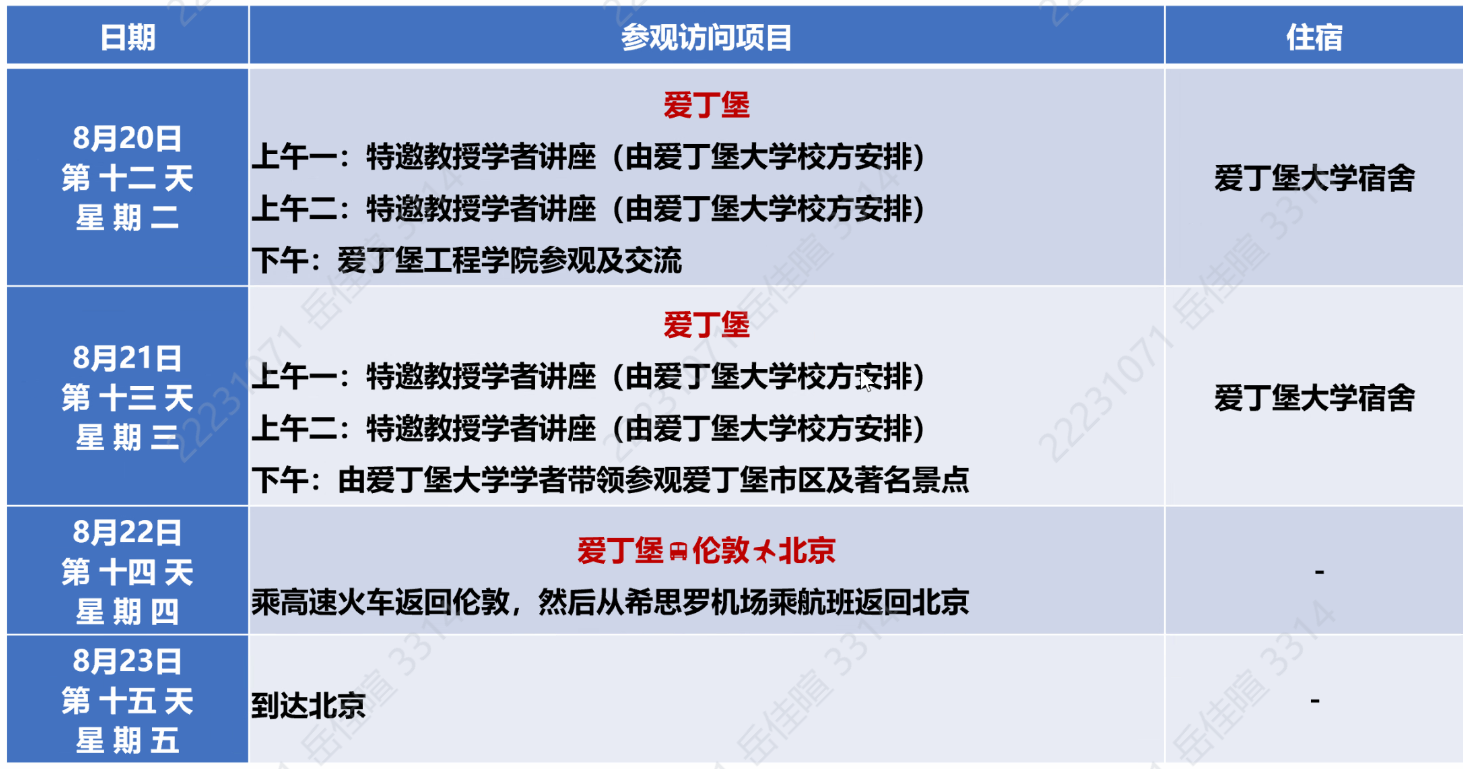 日期
参观访问项目
住宿
8月20日
第 十二 天
星 期 二
爱丁堡
上午一：特邀教授学者讲座（由爱丁堡大学校方安排）
上午二：特邀教授学者讲座（由爱丁堡大学校方安排）
下午：爱丁堡工程学院参观及交流
爱丁堡大学宿舍
8月21日
第 十三 天
星 期 三
爱丁堡
上午一：特邀教授学者讲座（由爱丁堡大学校方安排）
上午二：特邀教授学者讲座（由爱丁堡大学校方安排）
下午：由爱丁堡大学学者带领参观爱丁堡市区及著名景点
爱丁堡大学宿舍
8月22日
第 十四 天
星 期 四
爱丁堡伦敦北京
乘高速火车返回伦敦，然后从希思罗机场乘航班返回北京
-
8月23日
第 十五 天
星 期 五
到达北京
-
22231071 岳佳暄 3314
22231071 岳佳暄 3314
22231071 岳佳暄 3314